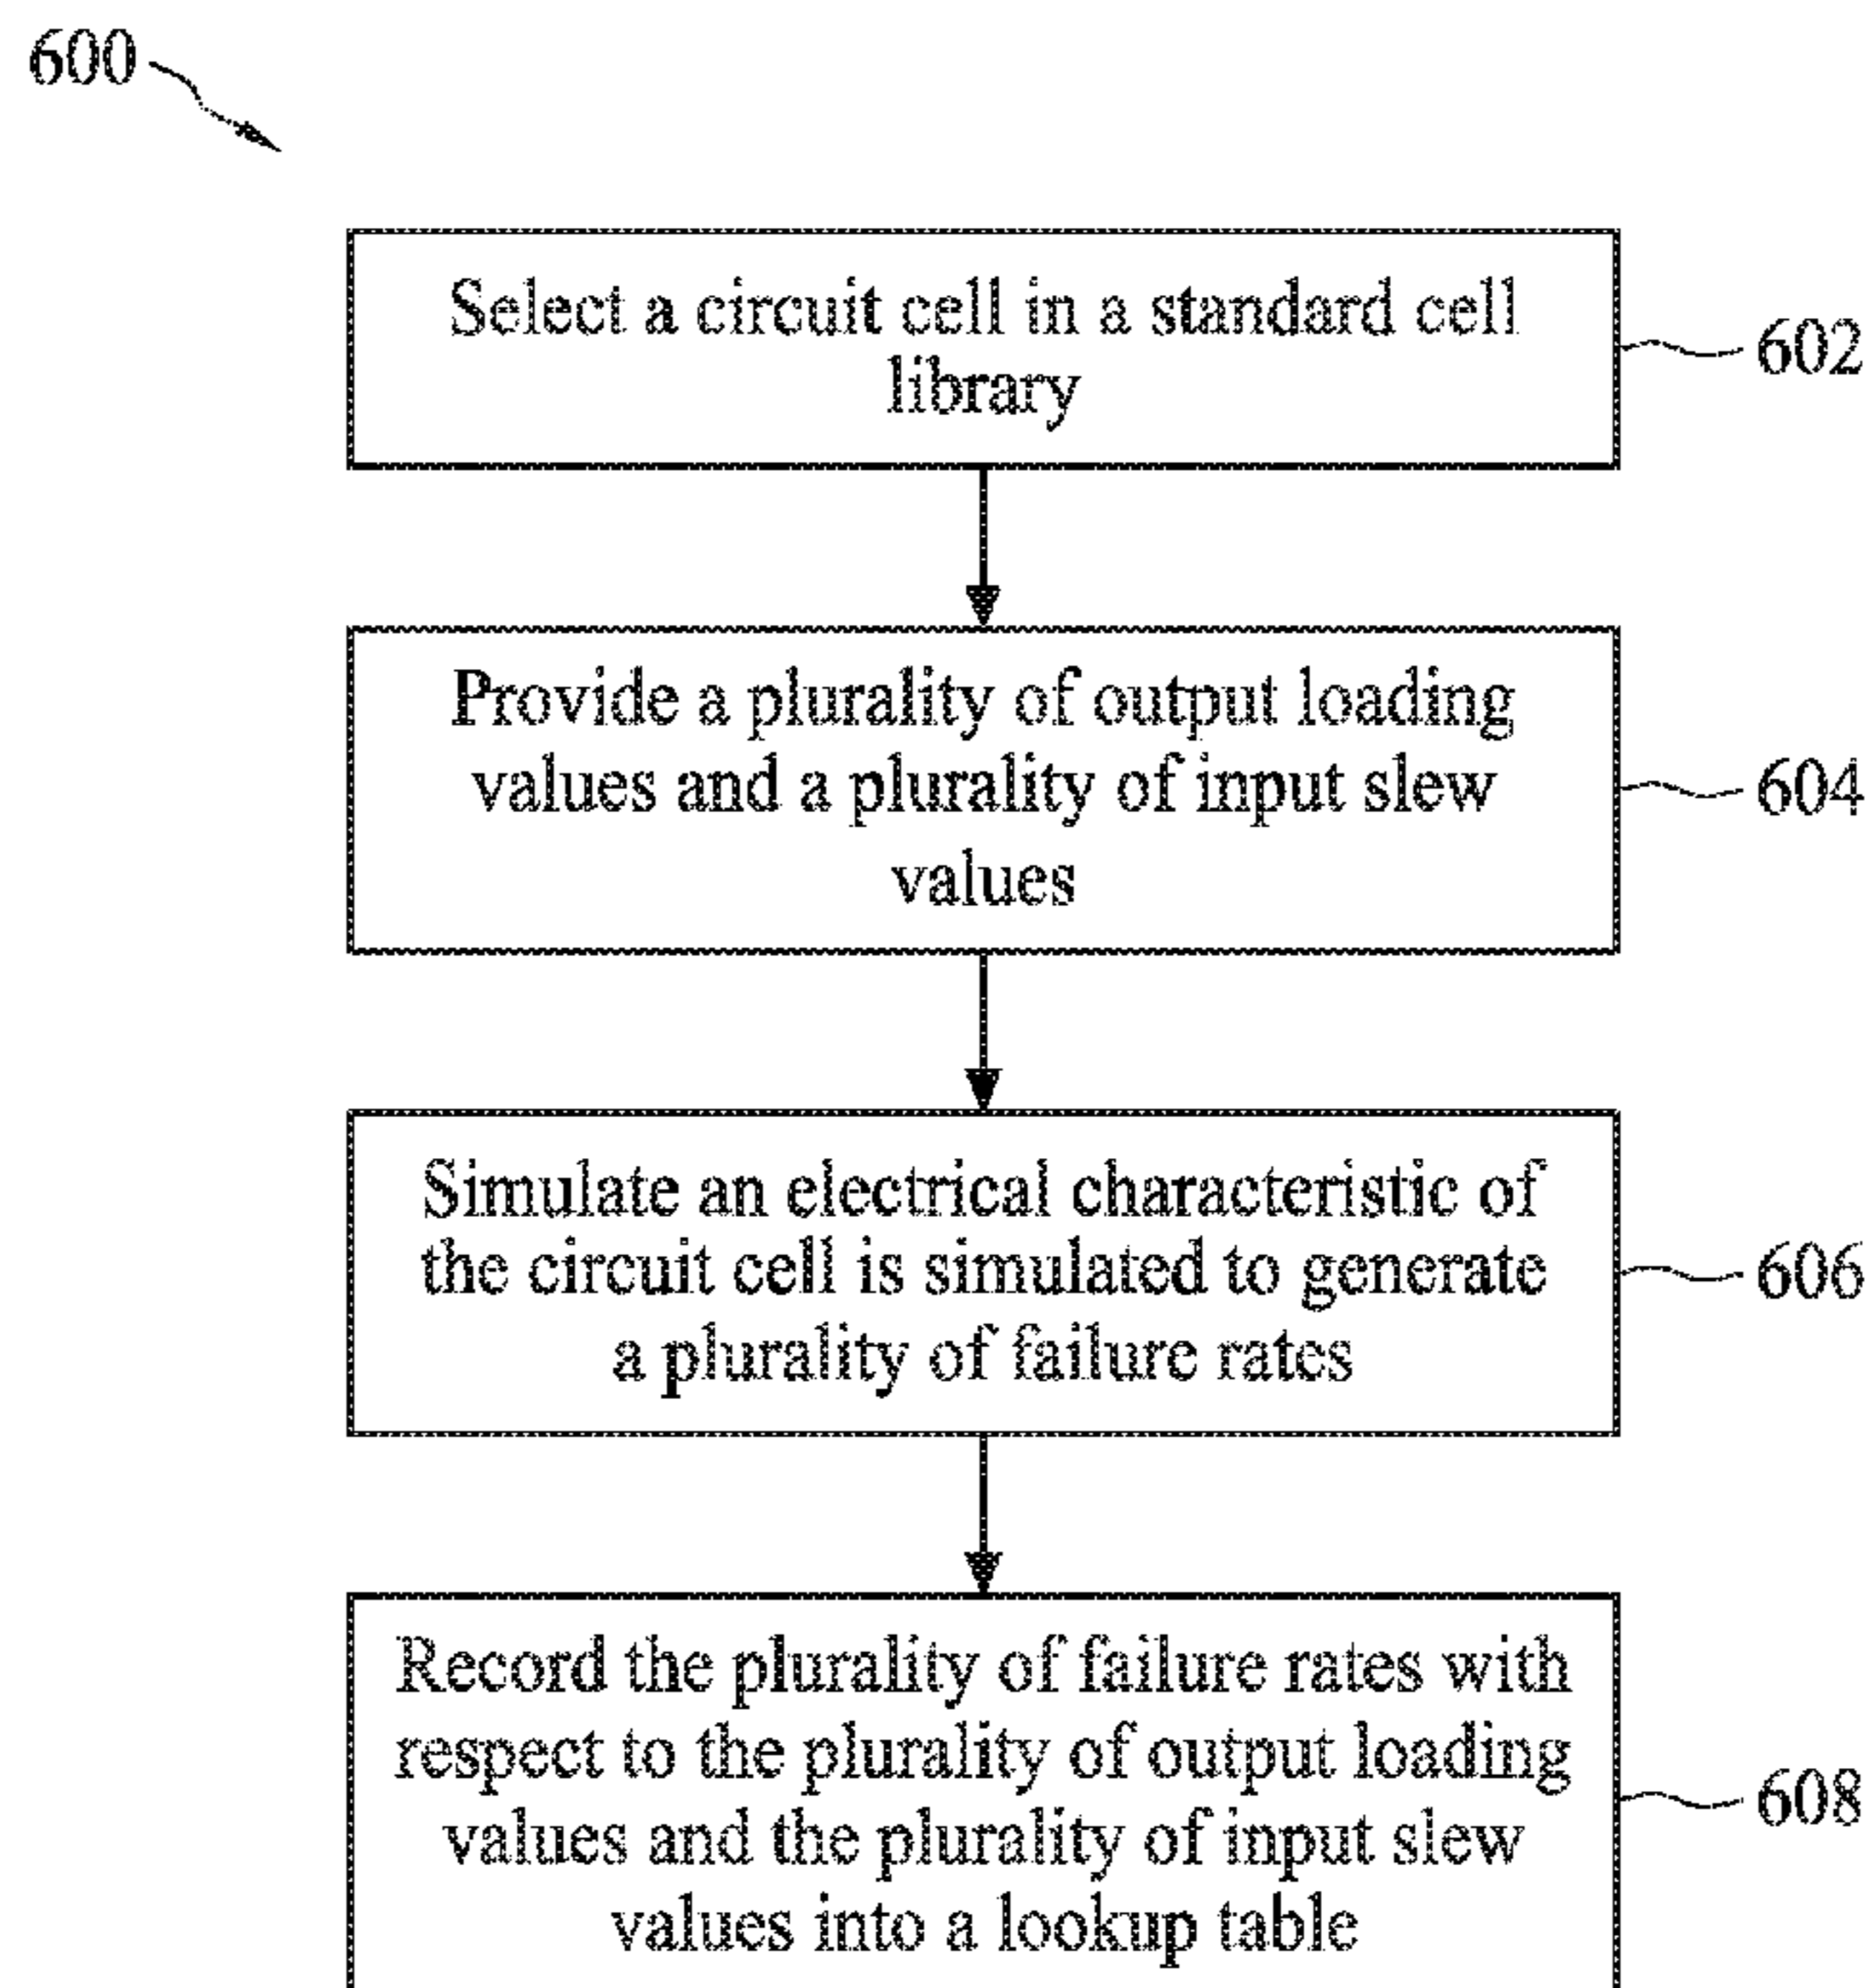 600
Select a circuit cell in a standard cell
library
602
Provide a plurality of output loading
values and a plurality of input slew
values
604
Simulate an electrical characteristic of
the circuit cell is simulated to generate
a plurality of failure rates
606
Record the plurality of failure rates with
respect to the plurality of output loading
values and the plurality of input slew
values into a lookup table
608